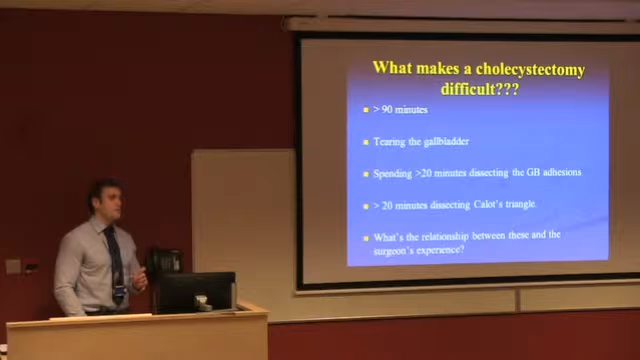 What makes a cholecystectomy
difficult???
> 90 minutes
Tearing the gallbladder
Spending >20 minutes dissecting the GB adhesions
> 20 minutes dissecting Calot's triangle.
What's the relationship between these and the
surgeon's experience?